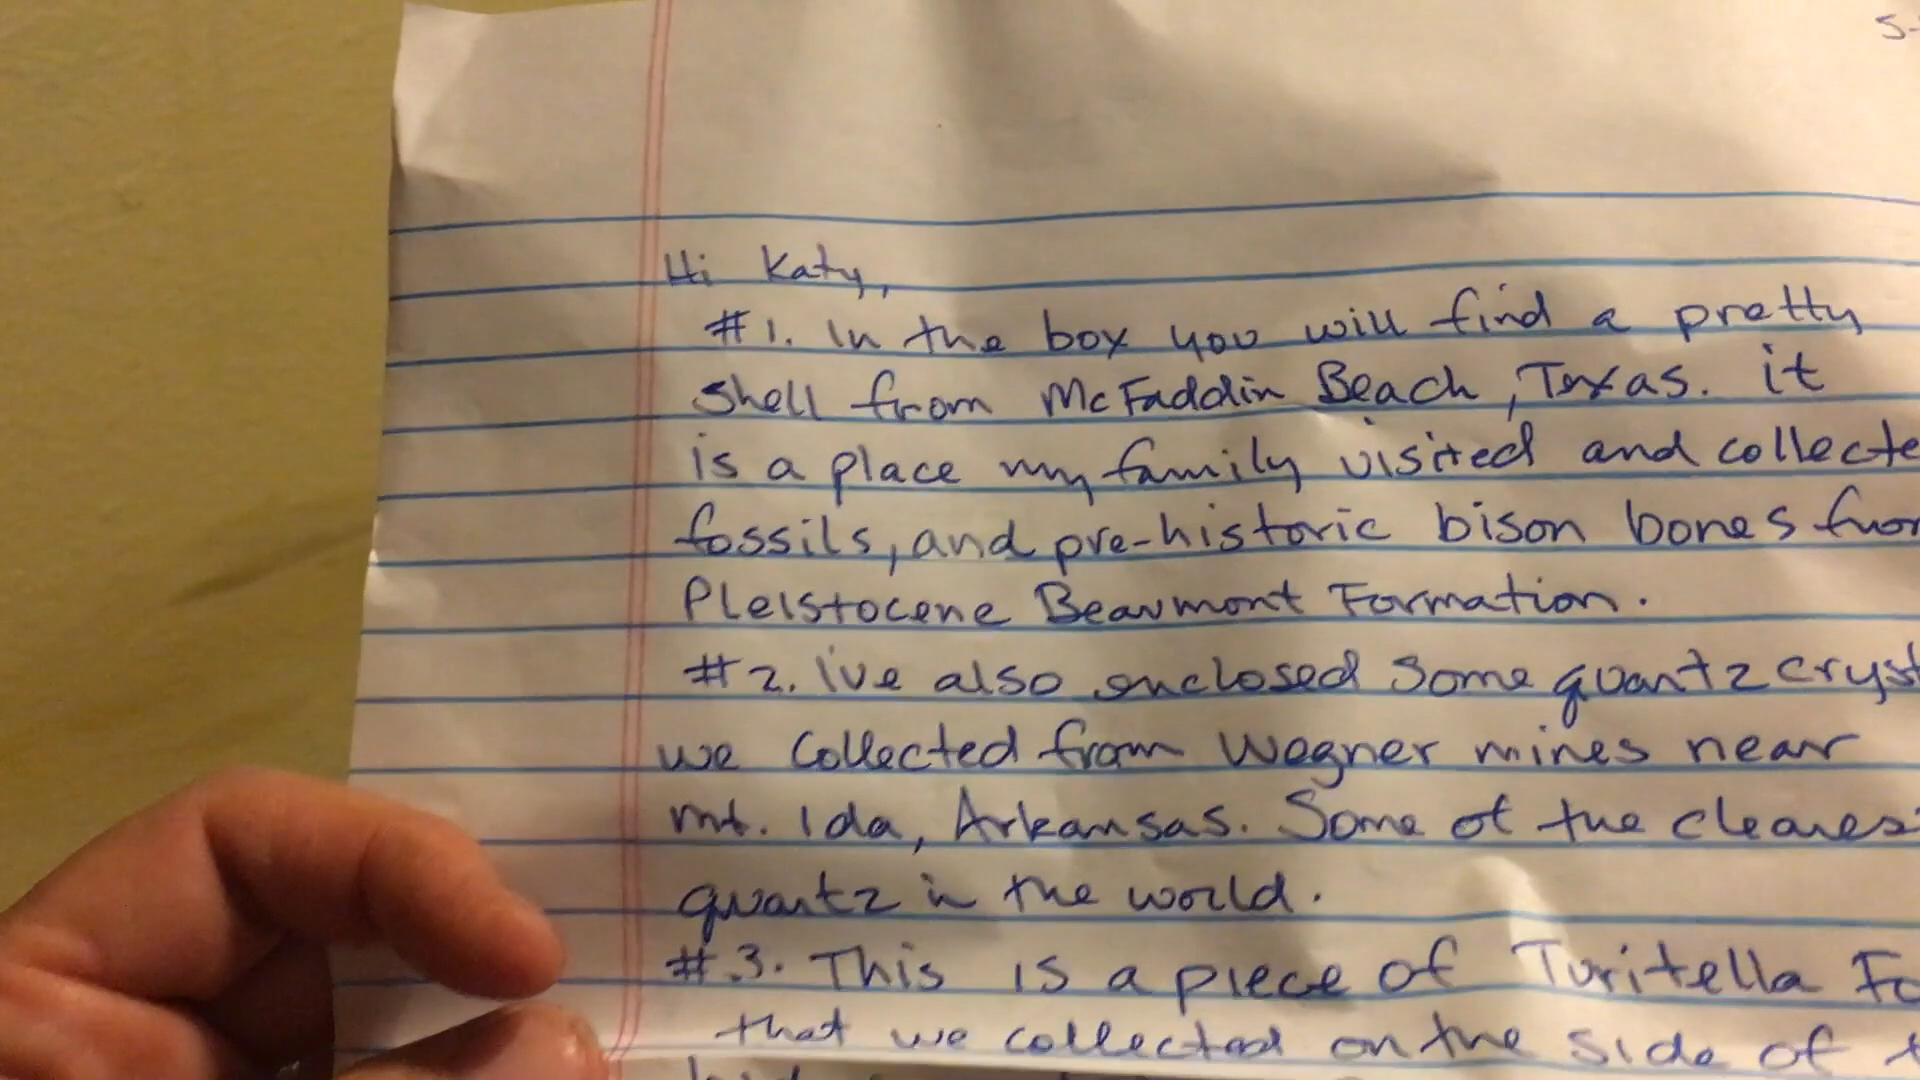 S-
Hi Katy,
#1. In the box you will find a pretty
shell from McFaddin Beach, Texas. it
is a place my family visited and collecte
fossils, and pre-historic bison bones fron
Pleistocene Beaumont Formation.
#2. I've also enclosed some quartz cryst
we collected from Wegner mines near
mt. Ida, Arkansas. Some of the cleares
quartz in the world.
#3. This is a piece of Turitella Fo
that we collected on the side of t